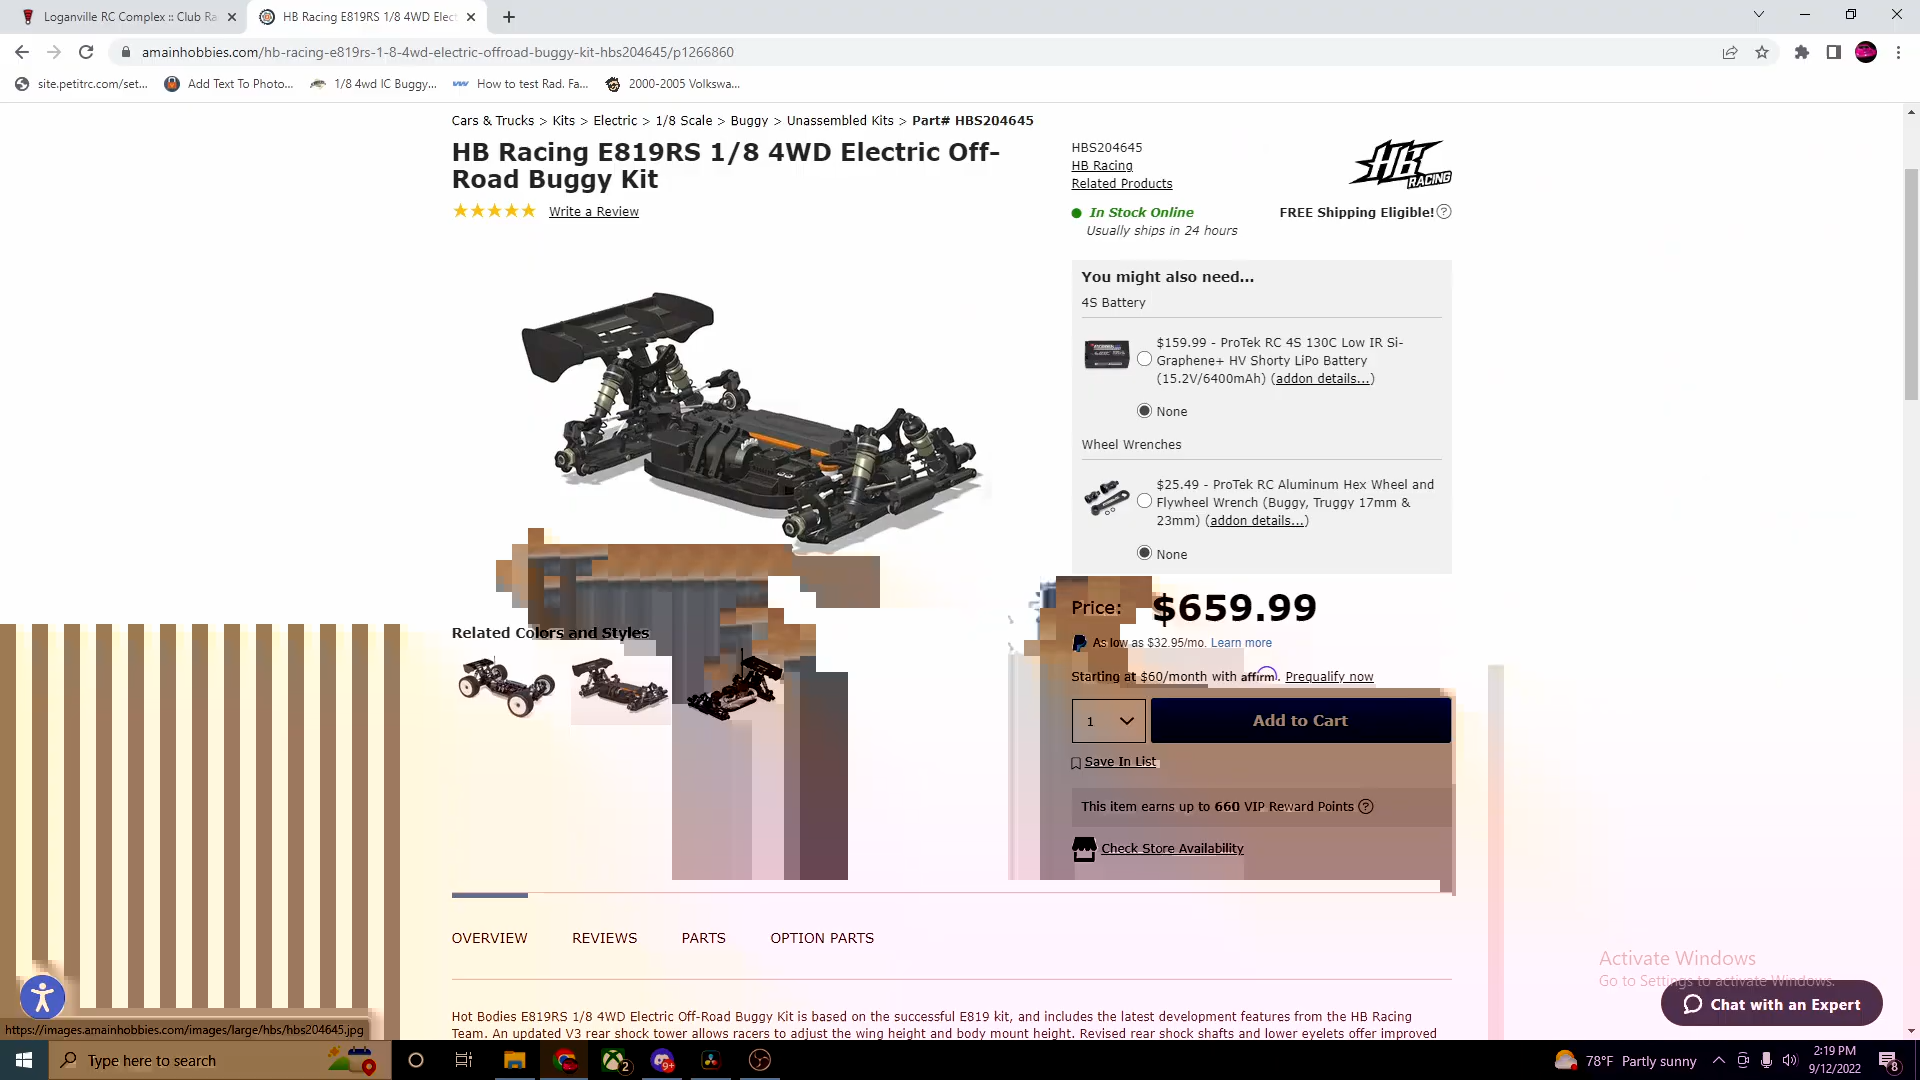 Loganville RC Complex :: Club Ra
HB Racing E819RS 1/8 4WD Elect
amainhobbies.com/hb-racing-e819rs-1-8-4wd-electric-offroad-buggy-kit-hbs204645/p1266860
site.petitrc.com/set...
Add Text To Photo...
1/8 4wd IC Buggy...
How to test Rad. Fa...
2000-2005 Volkswa...
Cars & Trucks > Kits > Electric > 1/8 Scale > Buggy > Unassembled Kits > Part# HBS204645
HB Racing E819RS 1/8 4WD Electric Off-
Road Buggy Kit
Write a Review
HBS204645
HB Racing
Related Products
HB RACING
In Stock Online
FREE Shipping Eligible!
Usually ships in 24 hours
You might also need...
4S Battery
$159.99 - ProTek RC 4S 130C Low IR Si-
Graphene+ HV Shorty LiPo Battery
(15.2V/6400mAh) (addon details...)
None
Wheel Wrenches
$25.49 - ProTek RC Aluminum Hex Wheel and
Flywheel Wrench (Buggy, Truggy 17mm &
23mm) (addon details...)
None
Price: $659.99
As low as $32.95/mo. Learn more
Starting at $60/month with affirm. Prequalify now
1
Add to Cart
Save In List
This item earns up to 660 VIP Reward Points
Check Store Availability
Related Colors and Styles
OVERVIEW
REVIEWS
PARTS
OPTION PARTS
Hot Bodies E819RS 1/8 4WD Electric Off-Road Buggy Kit is based on the successful E819 kit, and includes the latest development features from the HB Racing
Team. An updated V3 rear shock tower allows racers to adjust the wing height and body mount height. Revised rear shock shafts and lower eyelets offer improved
Activate Windows
Go to Settings to activate Windows.
Chat with an Expert
https://images.amainhobbies.com/images/large/hbs/hbs204645.jpg
Type here to search
2
9+
78°F Partly sunny
2:19 PM
9/12/2022
8